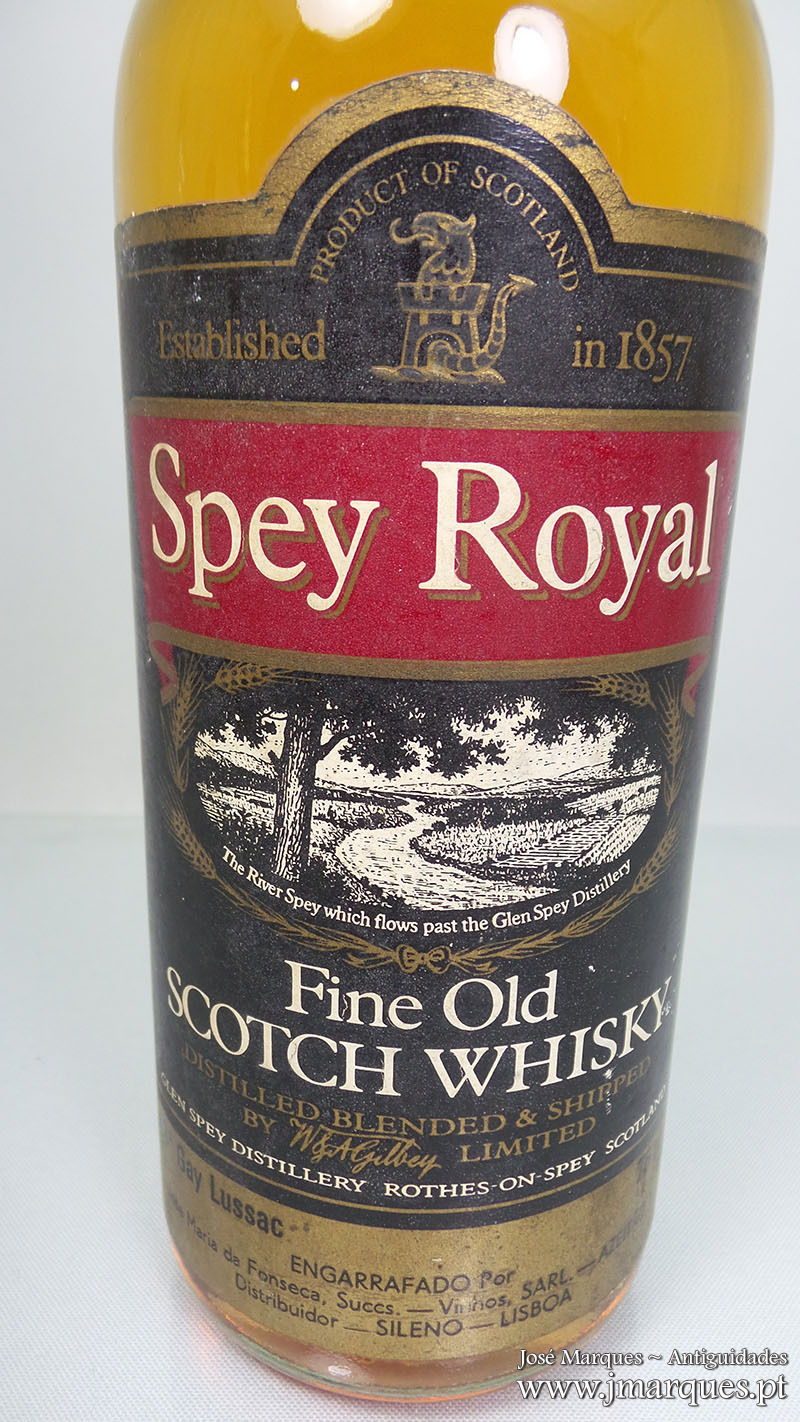 PRODUCT OF SCOTLAND
Established in 1857
Spey Royal
The River Spey which flows past the Glen Spey Distillery
Fine Old
SCOTCH WHISKY
DISTILLED BLENDED & SHIPPED
BY W&A Gilbey LIMITED
GLEN SPEY DISTILLERY ROTHES-ON-SPEY SCOTLAND
Gay Lussac
ENGARRAFADO Por
Maria da Fonseca, Succs. — Vinhos, SARL. —
Distribuidor — SILENO — LISBOA
José Marques ~ Antiguidades
www.jmarques.pt